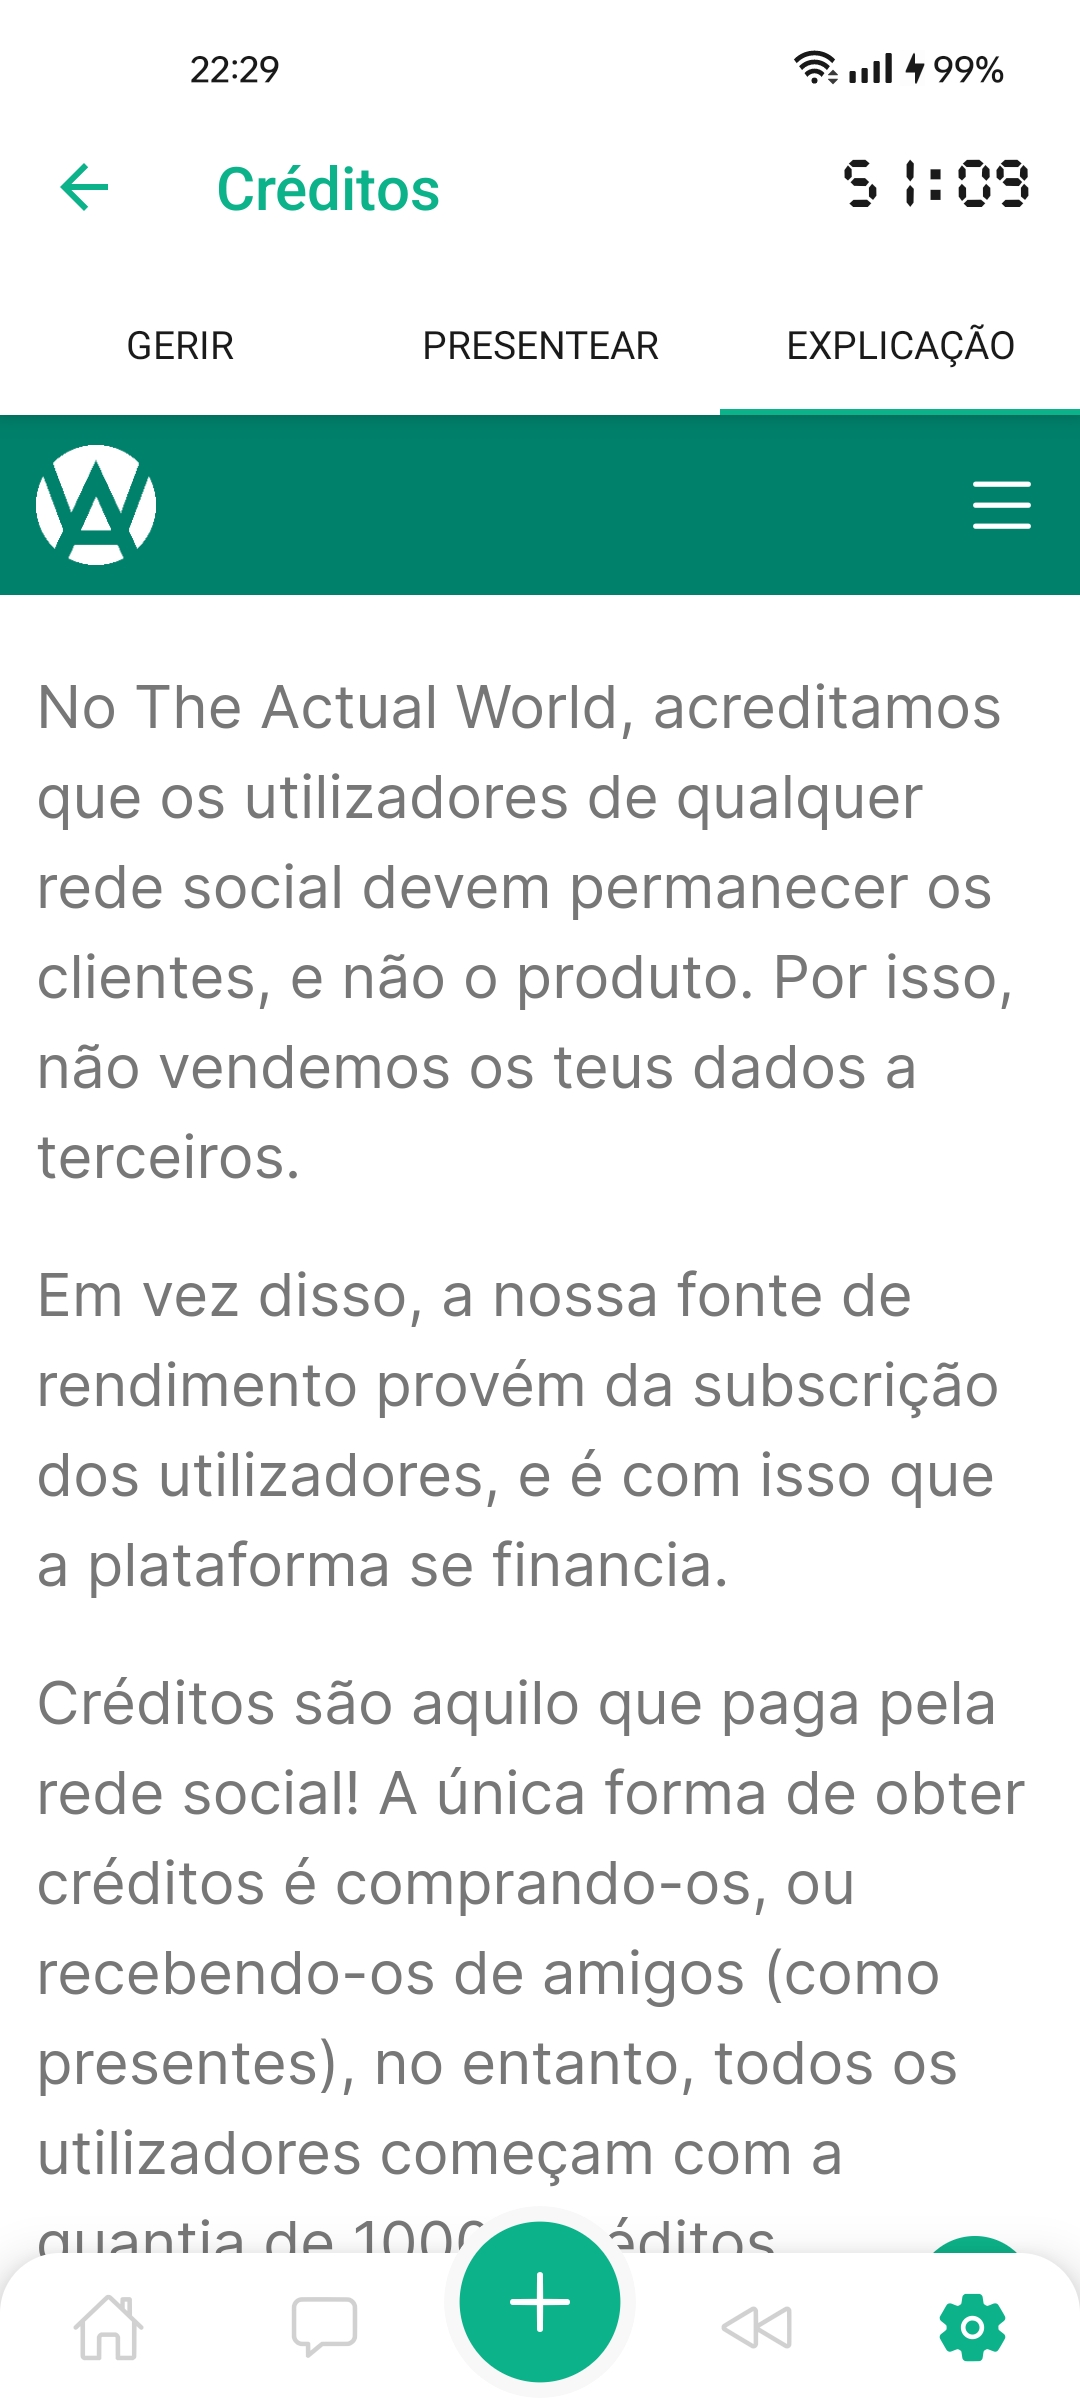 22:29
99%
Créditos
51:09
GERIR
PRESENTEAR
EXPLICAÇÃO
No The Actual World, acreditamos
que os utilizadores de qualquer
rede social devem permanecer os
clientes, e não o produto. Por isso,
não vendemos os teus dados a
terceiros.
Em vez disso, a nossa fonte de
rendimento provém da subscrição
dos utilizadores, e é com isso que
a plataforma se financia.
Créditos são aquilo que paga pela
rede social! A única forma de obter
créditos é comprando-os, ou
recebendo-os de amigos (como
presentes), no entanto, todos os
utilizadores começam com a
quantia de